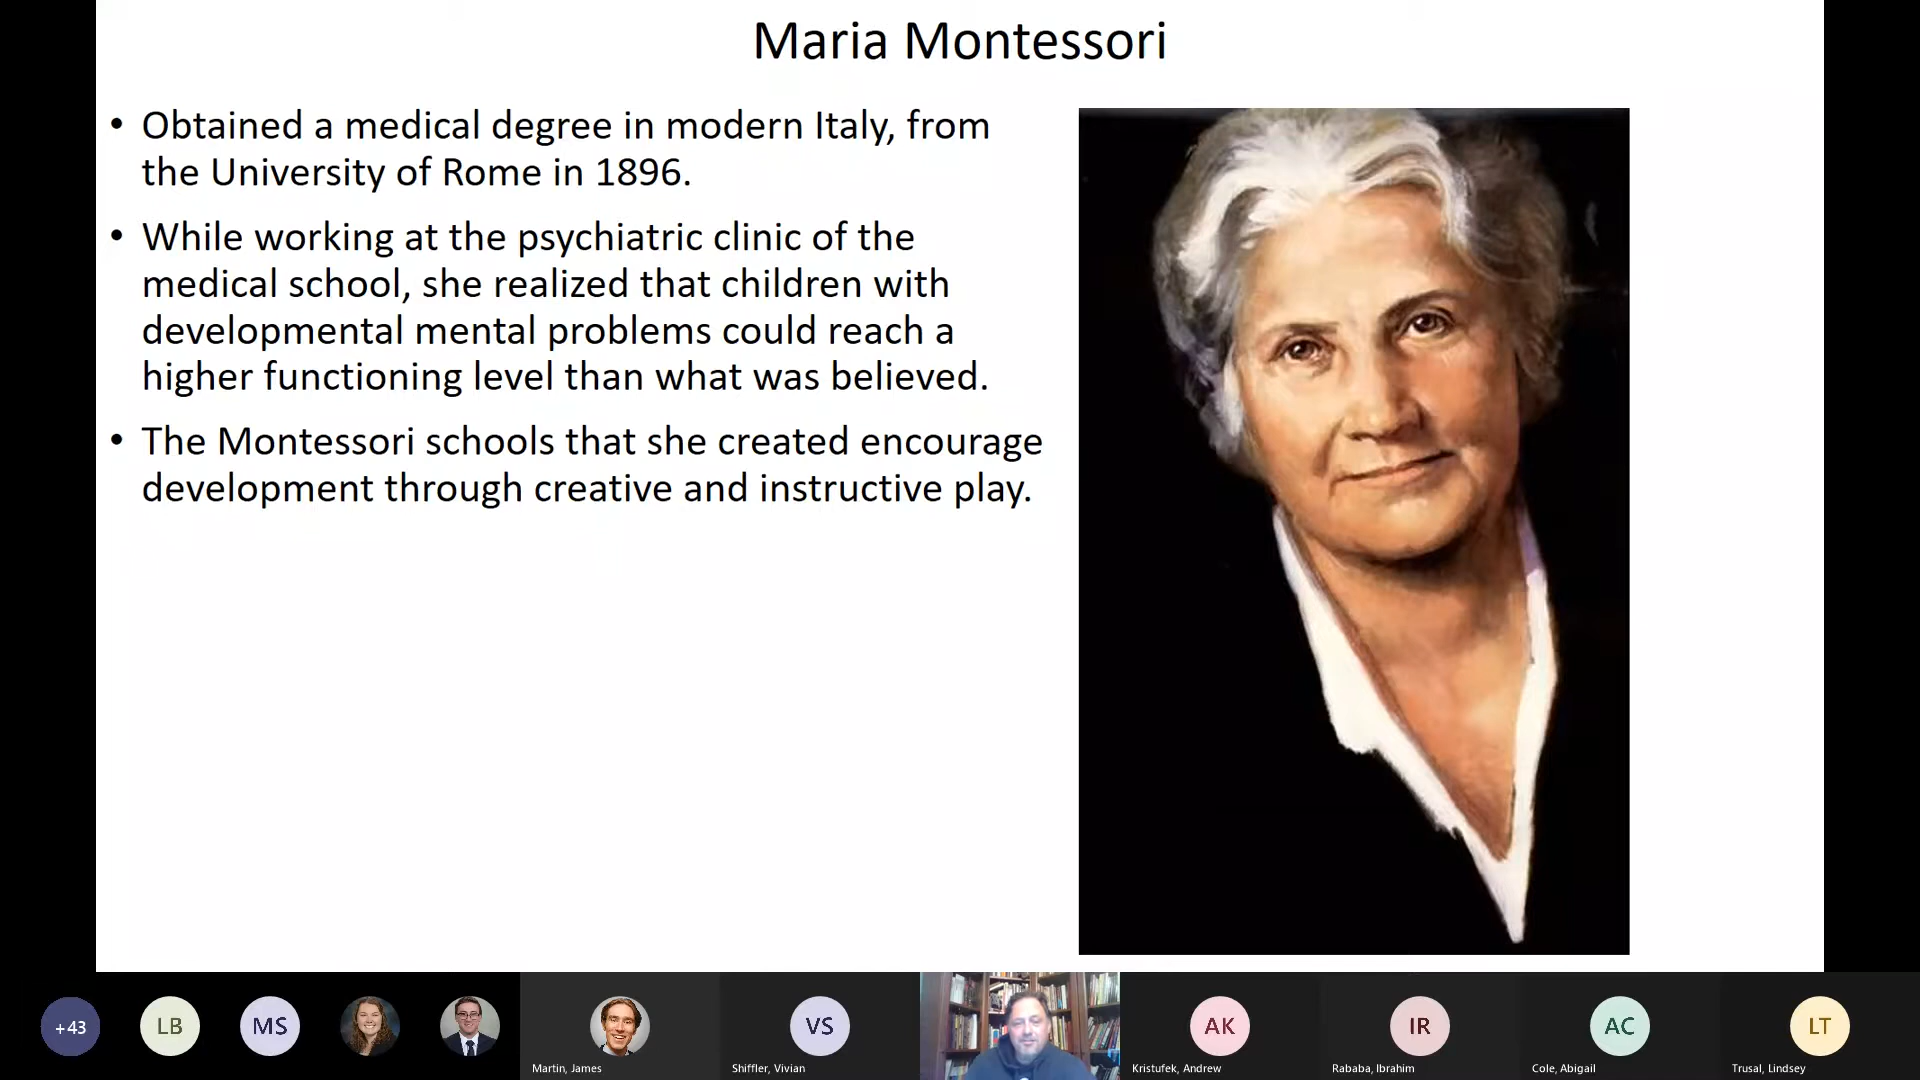 Maria Montessori
• Obtained a medical degree in modern Italy, from
the University of Rome in 1896.
• While working at the psychiatric clinic of the
medical school, she realized that children with
developmental mental problems could reach a
higher functioning level than what was believed.
• The Montessori schools that she created encourage
development through creative and instructive play.
+43
LB
MS
VS
AK
IR
AC
LT
Martin, James
Shiffler, Vivian
Kristufek, Andrew
Rababa, Ibrahim
Cole, Abigail
Trusal, Lindsey